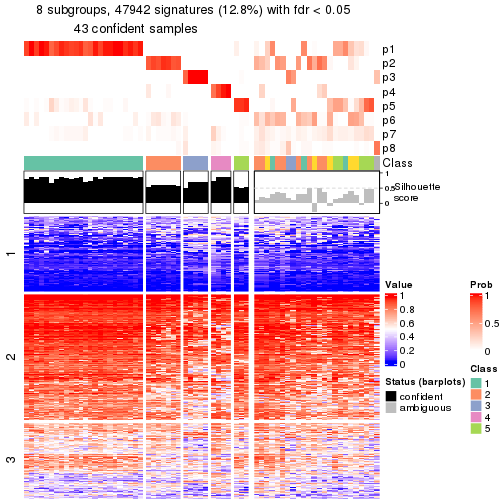 8 subgroups, 47942 signatures (12.8%) with fdr < 0.05
43 confident samples
p1
p2
p3
p4
p5
p6
p7
p8
Class
1
0.5
0
Silhouette
score
1
2
3
Value
1
0.8
0.6
0.4
0.2
0
Status (barplots)
confident
ambiguous
Prob
1
0.5
0
Class
1
2
3
4
5